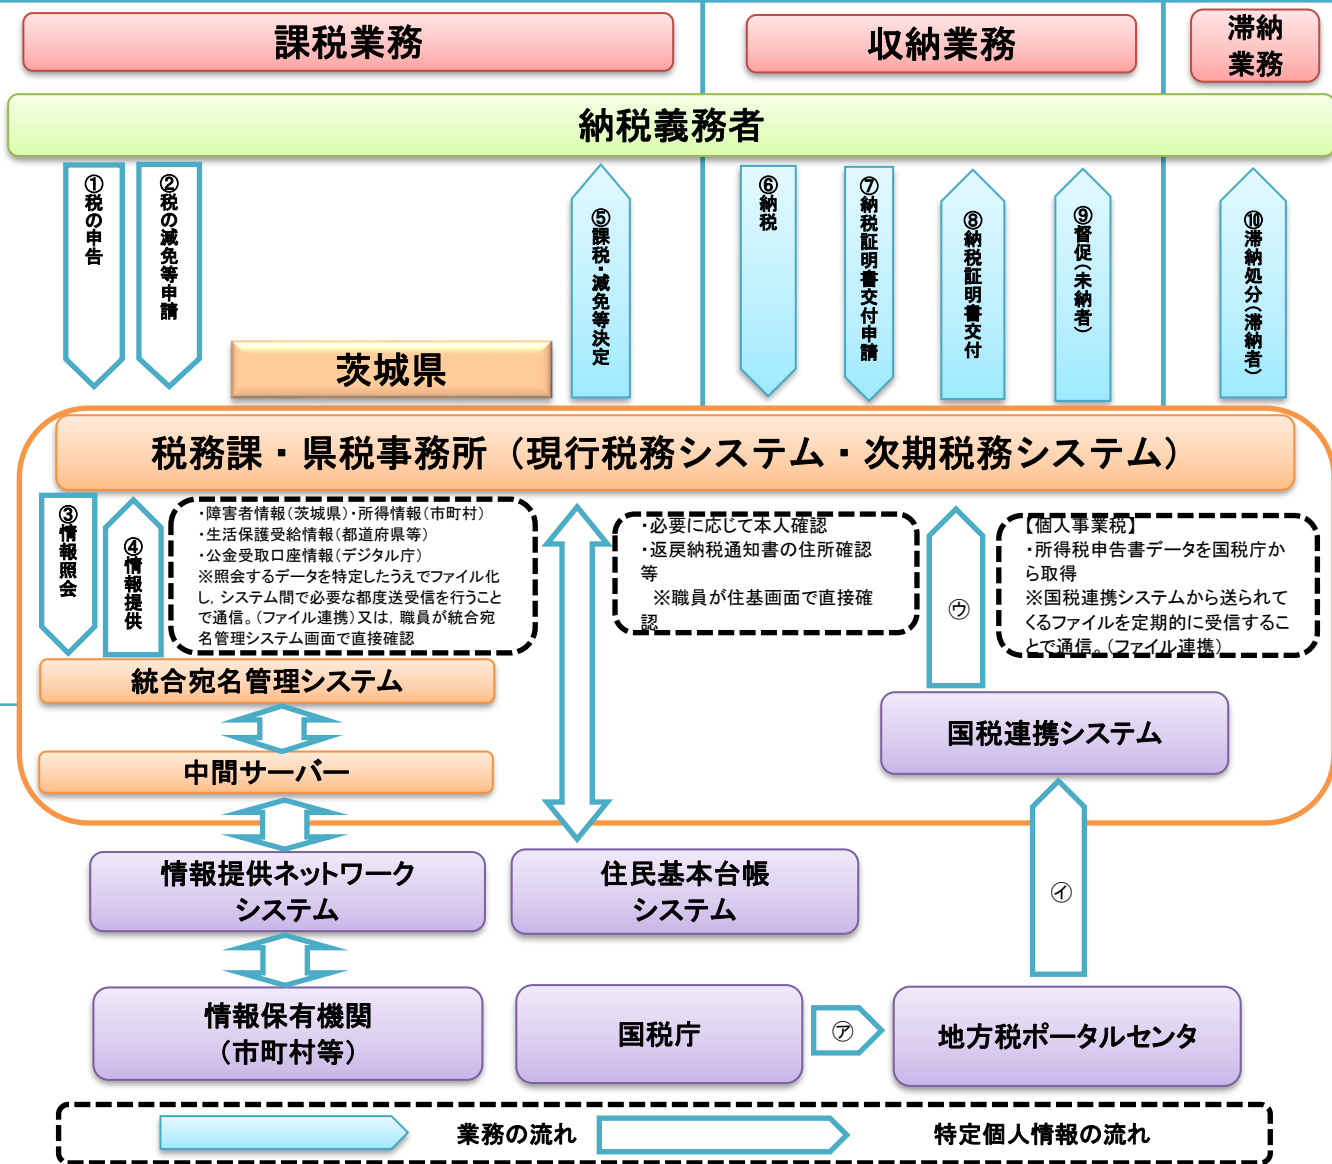 課税業務
収納業務
滞納
業務
納税義務者
①税の申告
②税の減免等申請
⑤課税・減免等決定
⑥納税
⑦納税証明書交付申請
⑧納税証明書交付
⑨督促（未納者）
⑩滞納処分（滞納者）
茨城県
税務課・県税事務所（現行税務システム・次期税務システム）
③情報照会
④情報提供
・障害者情報（茨城県）・所得情報（市町村）
・生活保護受給情報（都道府県等）
・公金受取口座情報（デジタル庁）
※照会するデータを特定したうえでファイル化
し，システム間で必要な都度送受信を行うこと
で通信。（ファイル連携）又は，職員が統合宛
名管理システム画面で直接確認
・必要に応じて本人確認
・返戻納税通知書の住所確認
等
※職員が住基画面で直接確
認
㋒
【個人事業税】
・所得税申告書データを国税庁か
ら取得
※国税連携システムから送られて
くるファイルを定期的に受信するこ
とで通信。（ファイル連携）
統合宛名管理システム
国税連携システム
中間サーバー
情報提供ネットワーク
システム
住民基本台帳
システム
㋑
情報保有機関
（市町村等）
国税庁
㋐
地方税ポータルセンタ
業務の流れ
特定個人情報の流れ